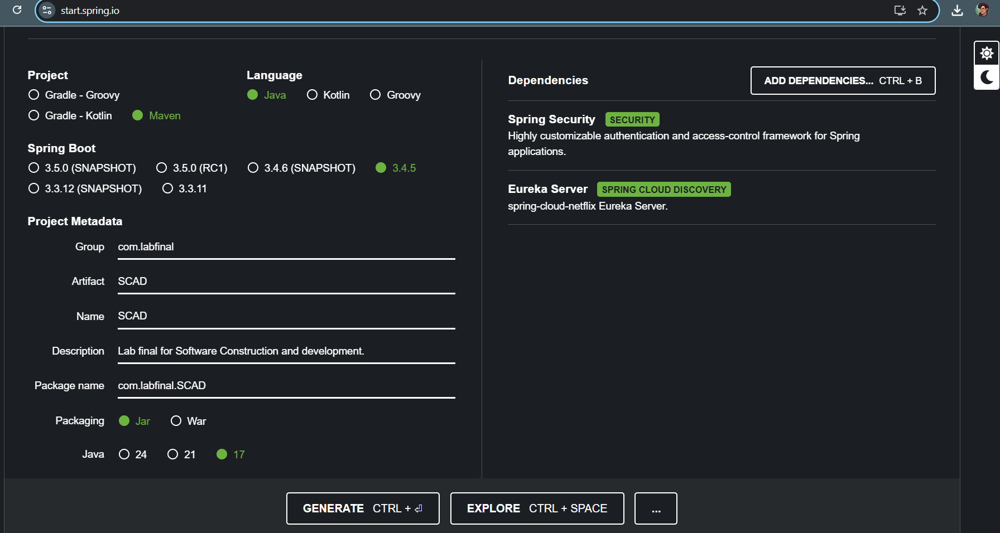 start.spring.io
Project
Gradle - Groovy
Gradle - Kotlin Maven
Language
Java Kotlin Groovy
Spring Boot
3.5.0 (SNAPSHOT) 3.5.0 (RC1) 3.4.6 (SNAPSHOT) 3.4.5
3.3.12 (SNAPSHOT) 3.3.11
Project Metadata
Group com.labfinal
Artifact SCAD
Name SCAD
Description Lab final for Software Construction and development.
Package name com.labfinal.SCAD
Packaging Jar War
Java 24 21 17
Dependencies ADD DEPENDENCIES... CTRL + B
Spring Security SECURITY
Highly customizable authentication and access-control framework for Spring
applications.
Eureka Server SPRING CLOUD DISCOVERY
spring-cloud-netflix Eureka Server.
GENERATE CTRL + ⏎ EXPLORE CTRL + SPACE ...